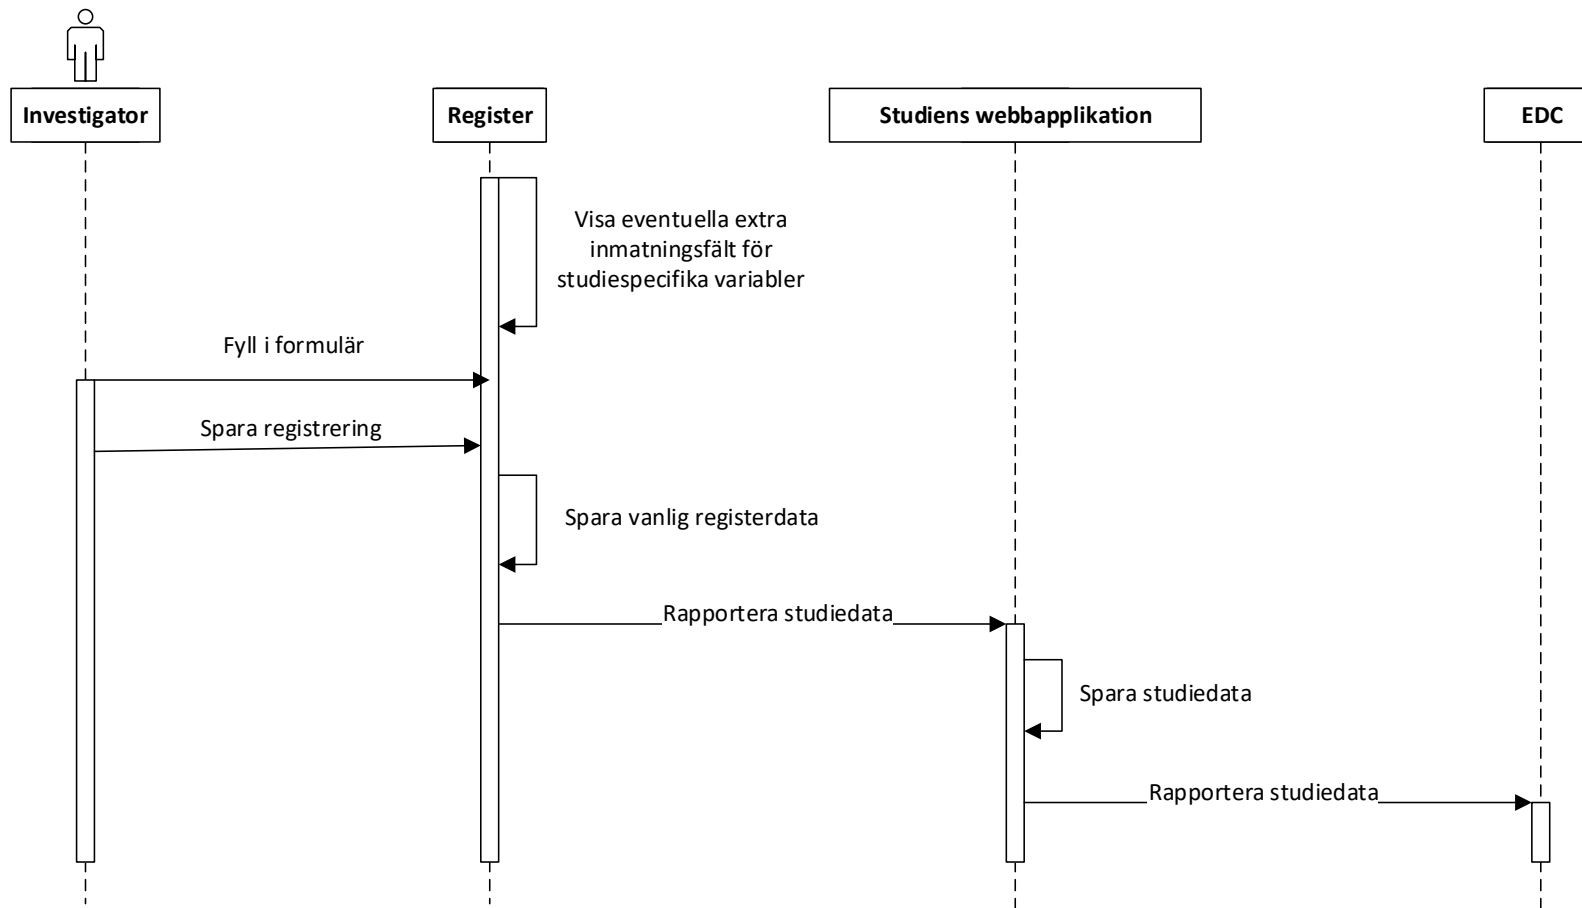 Investigator
Register
Studiens webbapplikation
EDC
Visa eventuella extra
inmatningsfält för
studiespecifika variabler
Fyll i formulär
Spara registrering
Spara vanlig registerdata
Rapportera studiedata
Spara studiedata
Rapportera studiedata